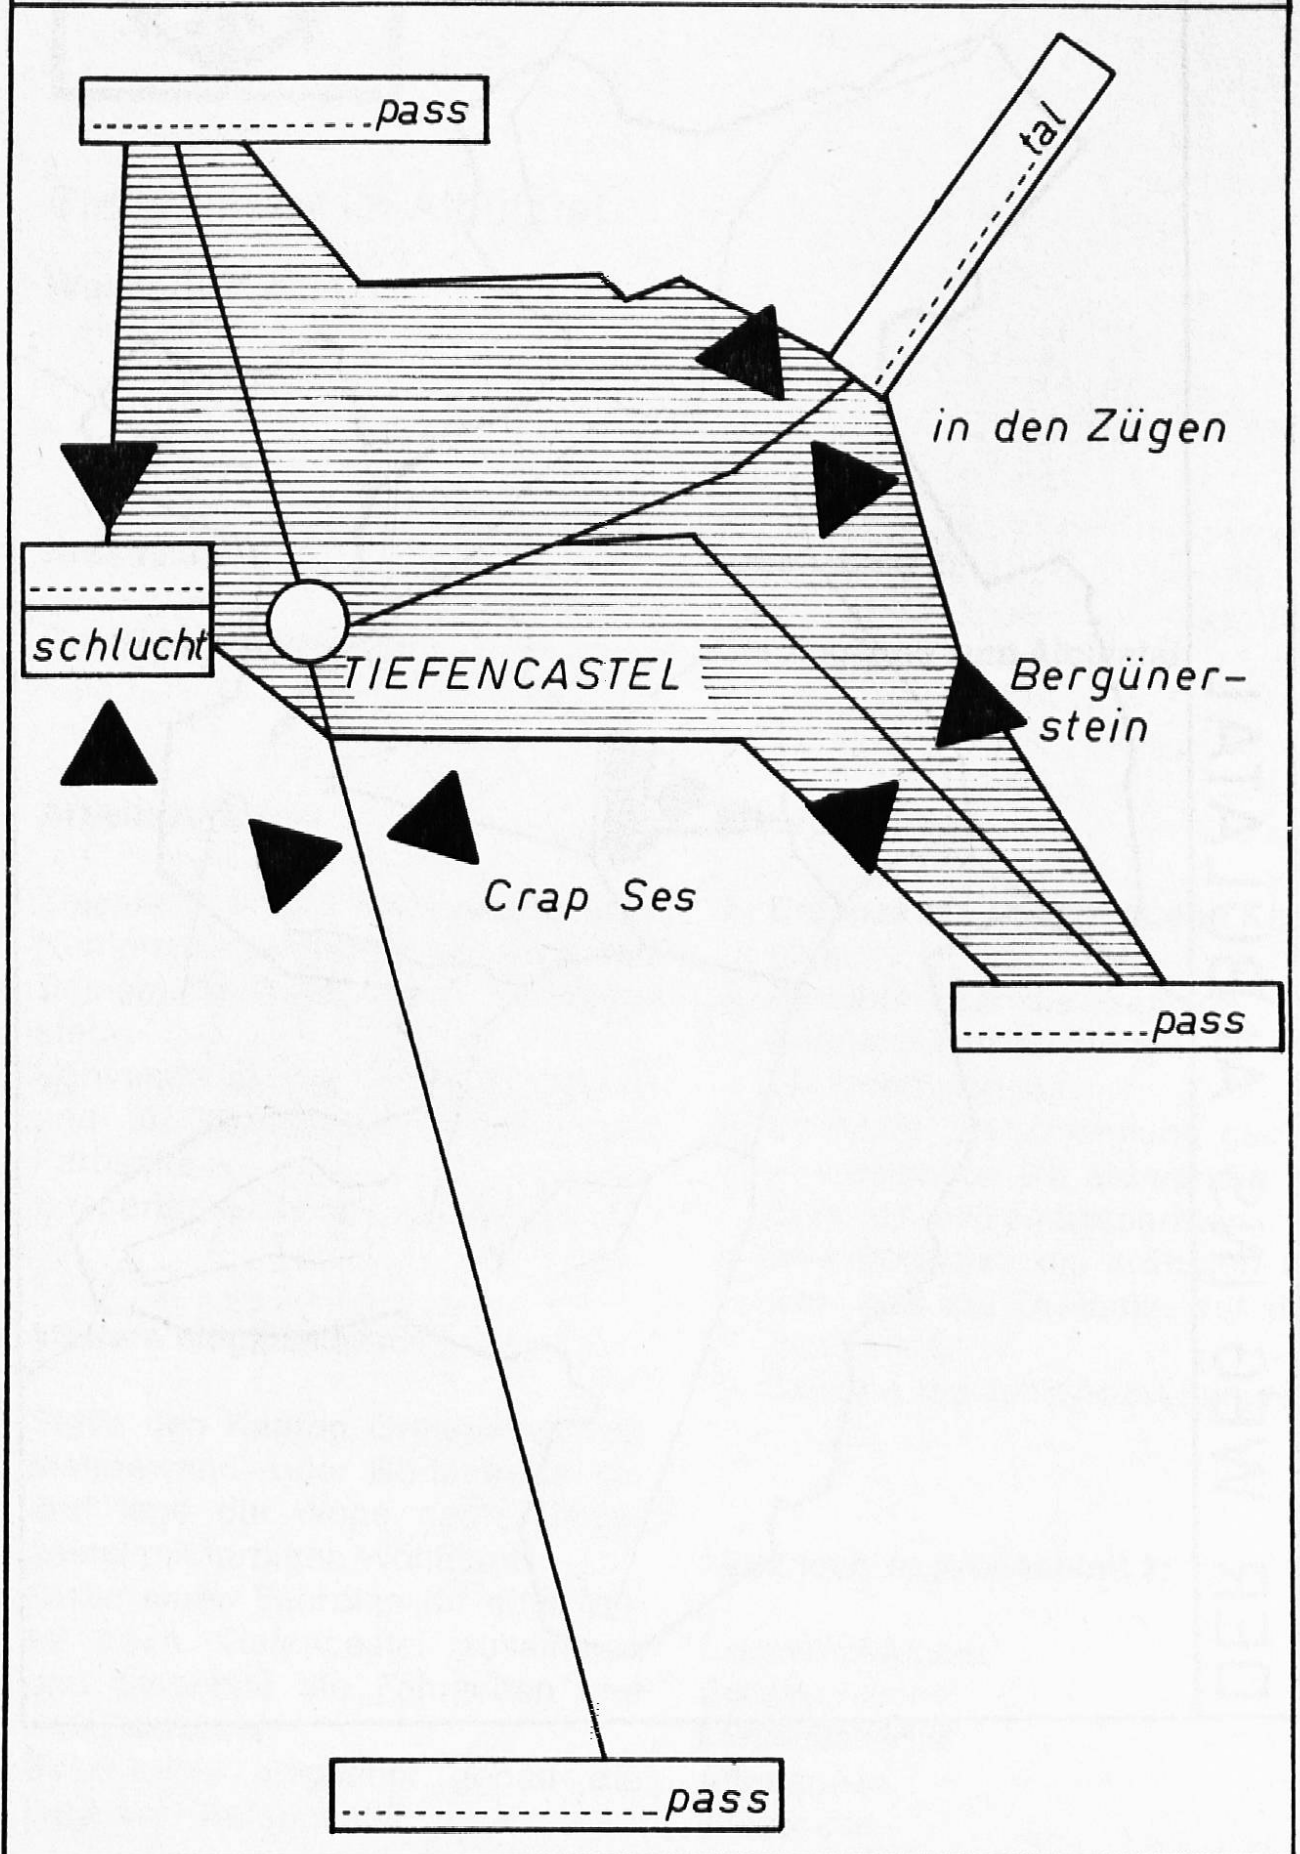 pass
tal
in den Zügen
schlucht
TIEFENCASTEL
Bergüner-
stein
Crap Ses
pass
pass